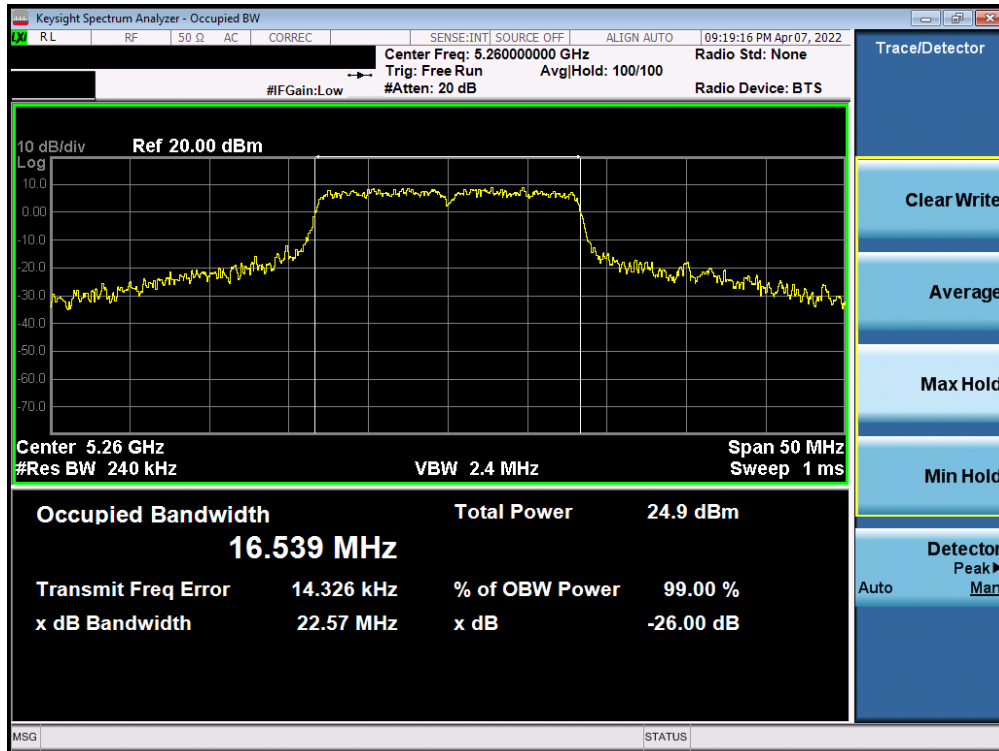 Keysight Spectrum Analyzer - Occupied BW
LXI RL RF 50 Ω AC CORREC SENSE:INT SOURCE OFF ALIGN AUTO 09:19:16 PM Apr 07, 2022
Center Freq: 5.260000000 GHz Radio Std: None
Trig: Free Run Avg|Hold: 100/100
#IFGain:Low #Atten: 20 dB Radio Device: BTS
10 dB/div Ref 20.00 dBm
Log
10.0
0.00
-10.0
-20.0
-30.0
-40.0
-50.0
-60.0
-70.0
Center 5.26 GHz Span 50 MHz
#Res BW 240 kHz VBW 2.4 MHz Sweep 1 ms
Occupied Bandwidth Total Power 24.9 dBm
16.539 MHz
Transmit Freq Error 14.326 kHz % of OBW Power 99.00 %
x dB Bandwidth 22.57 MHz x dB -26.00 dB
MSG STATUS
Trace/Detector
Clear Write
Average
Max Hold
Min Hold
Detector
Peak
Auto Man